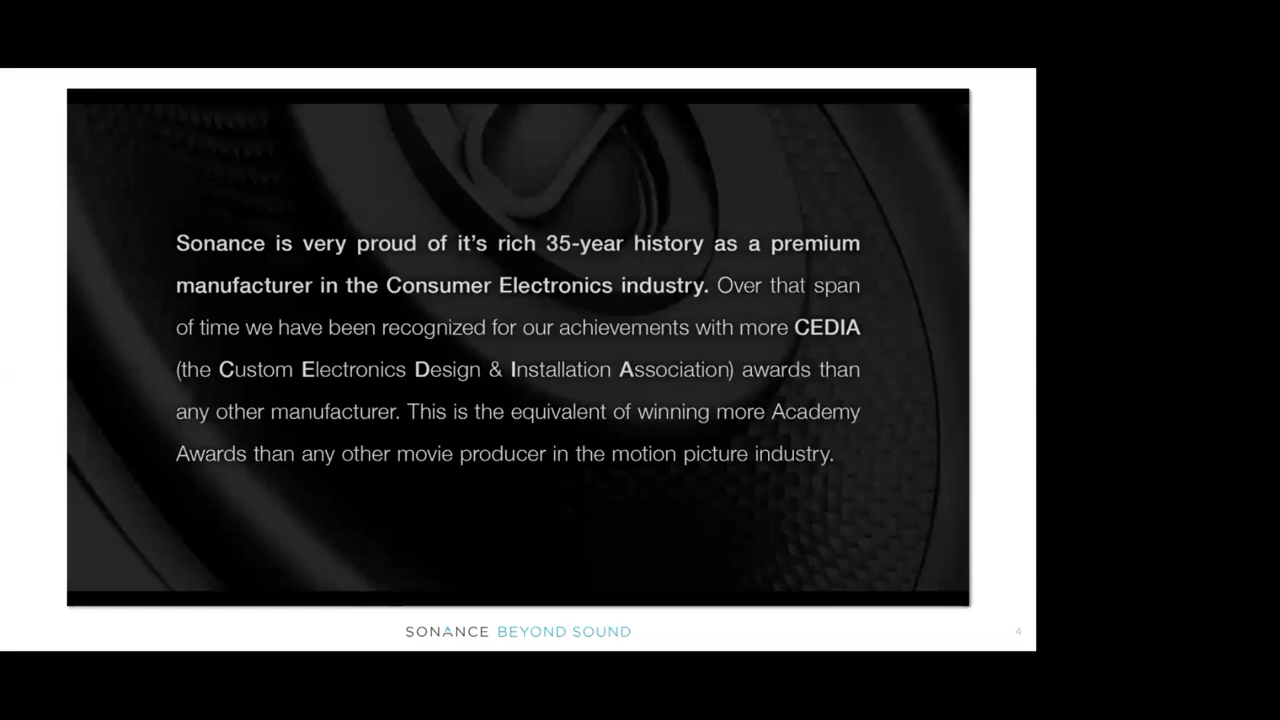 Sonance is very proud of it’s rich 35-year history as a premium
manufacturer in the Consumer Electronics industry. Over that span
of time we have been recognized for our achievements with more CEDIA
(the Custom Electronics Design & Installation Association) awards than
any other manufacturer. This is the equivalent of winning more Academy
Awards than any other movie producer in the motion picture industry.
SONANCE BEYOND SOUND
4